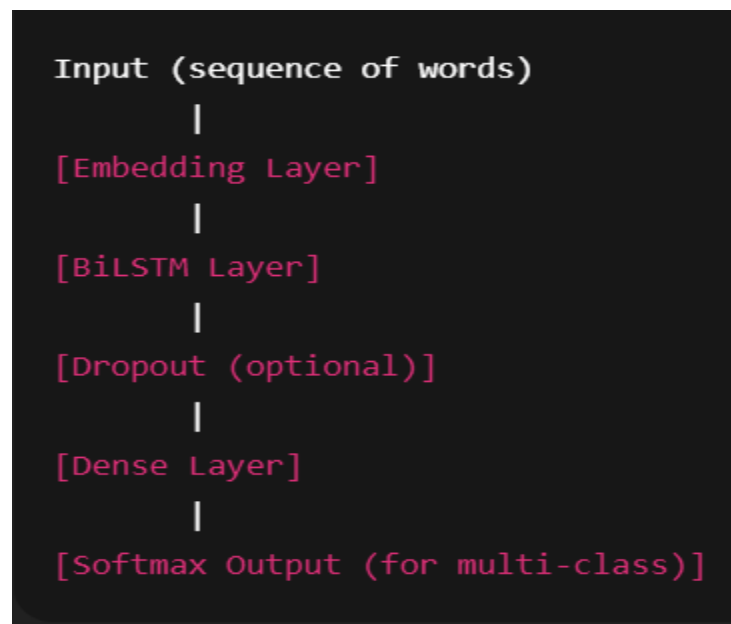 Input (sequence of words)
|
[Embedding Layer]
|
[BiLSTM Layer]
|
[Dropout (optional)]
|
[Dense Layer]
|
[Softmax Output (for multi-class)]